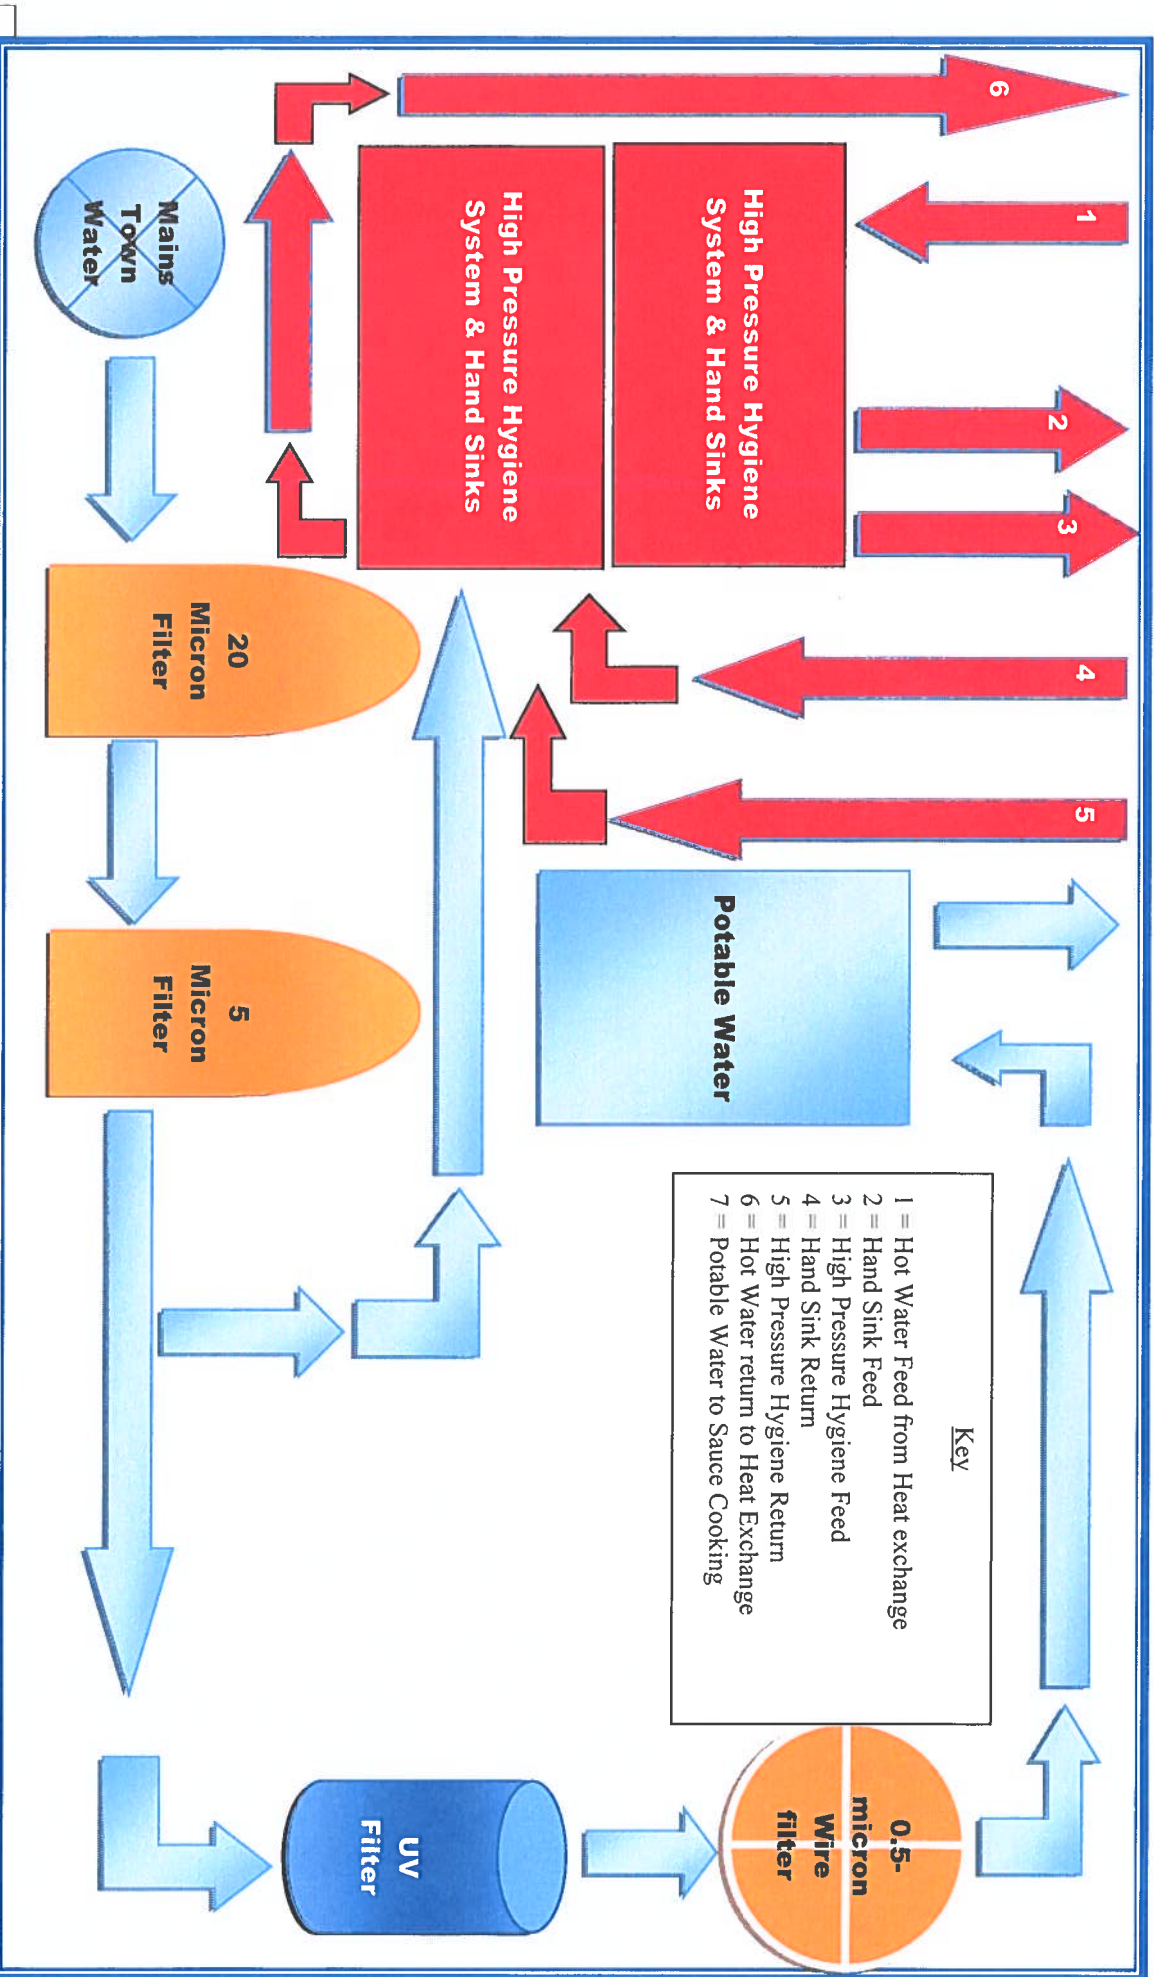 6
1
2
3
4
5
High Pressure Hygiene
System & Hand Sinks
High Pressure Hygiene
System & Hand Sinks
Potable Water
Key
1 = Hot Water Feed from Heat exchange
2 = Hand Sink Feed
3 = High Pressure Hygiene Feed
4 = Hand Sink Return
5 = High Pressure Hygiene Return
6 = Hot Water return to Heat Exchange
7 = Potable Water to Sauce Cooking
0.5-
micron
Wire
filter
Mains
Town
Water
20
Micron
Filter
5
Micron
Filter
UV
Filter